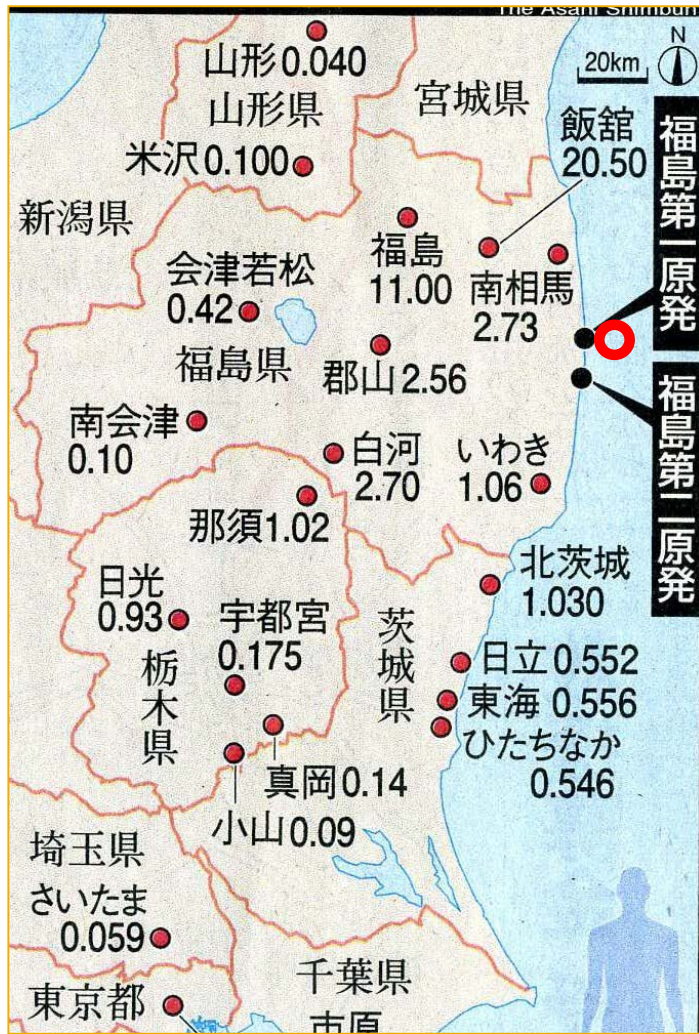 The Asahi Shimbun
山形0.040
山形県
宮城県
20km
N
飯舘
20.50
福島第一原発
米沢0.100
新潟県
福島
11.00
南相馬
2.73
会津若松
0.42
福島県
郡山2.56
福島第二原発
南会津
0.10
白河
2.70
いわき
1.06
那須1.02
北茨城
1.030
日光
0.93
宇都宮
0.175
栃木県
茨城県
日立0.552
東海 0.556
ひたちなか
0.546
真岡0.14
小山0.09
埼玉県
さいたま
0.059
千葉県
市原
東京都